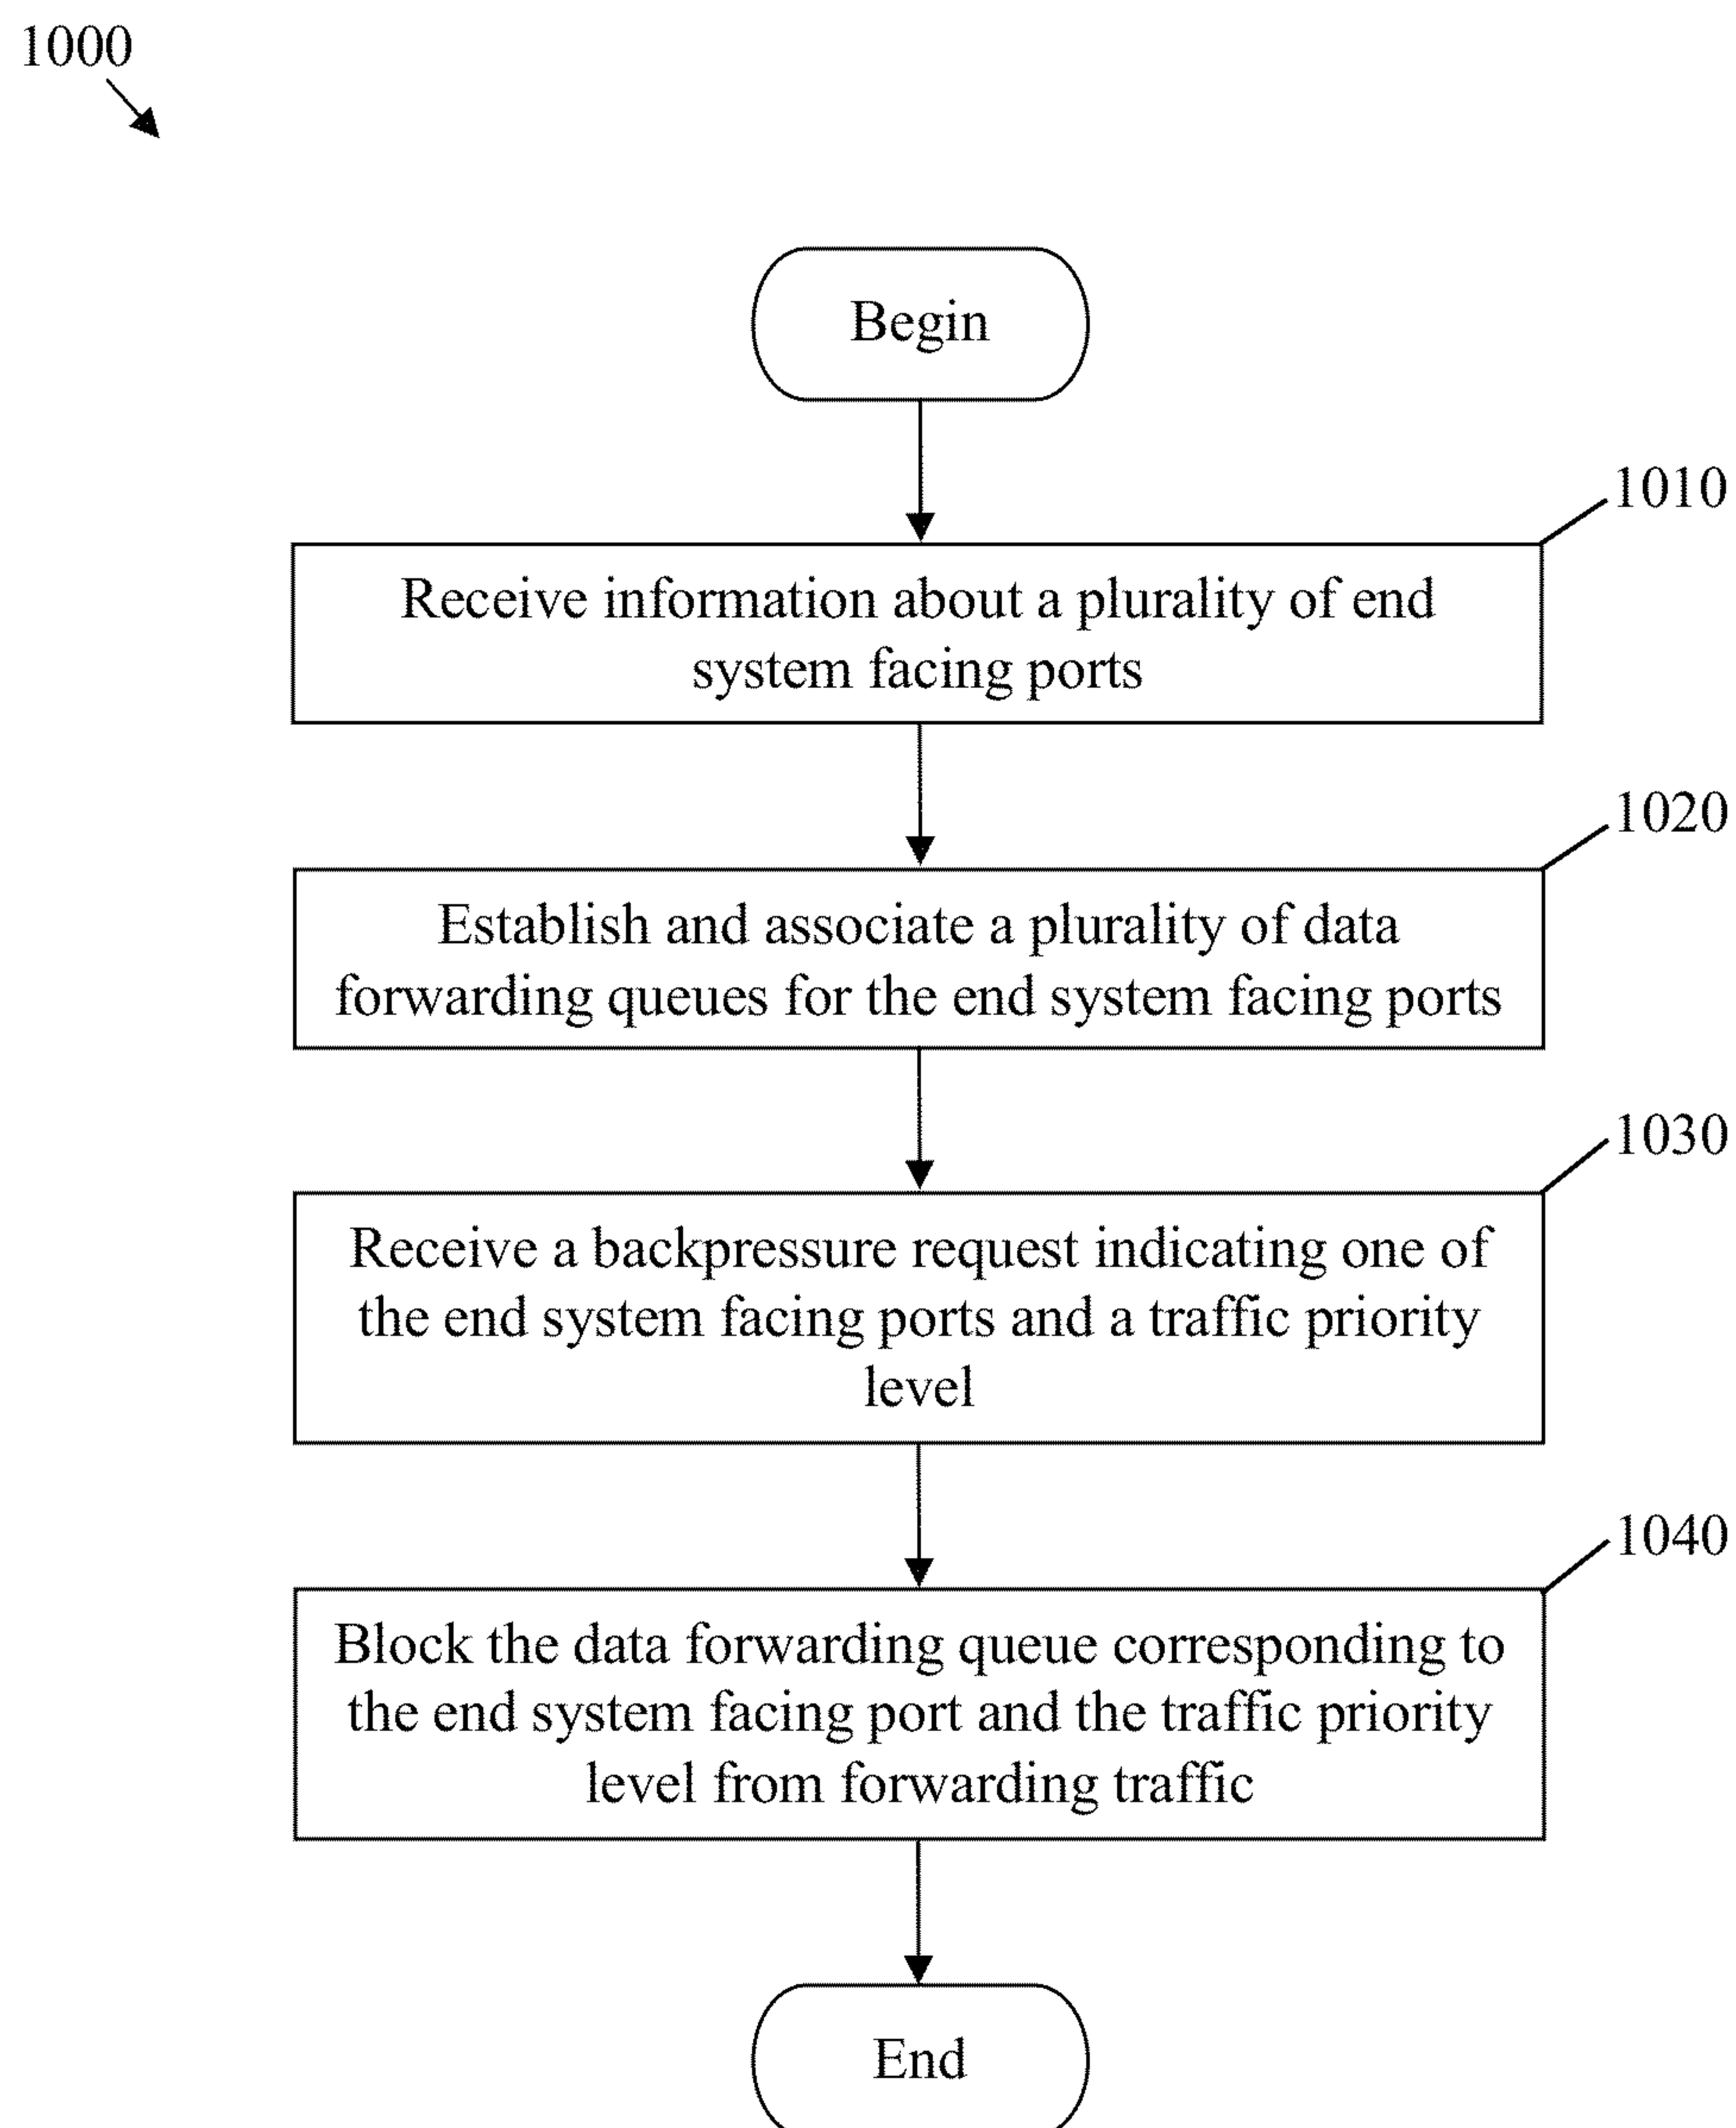 1000
Begin
1010
Receive information about a plurality of end
system facing ports
1020
Establish and associate a plurality of data
forwarding queues for the end system facing ports
1030
Receive a backpressure request indicating one of
the end system facing ports and a traffic priority
level
1040
Block the data forwarding queue corresponding to
the end system facing port and the traffic priority
level from forwarding traffic
End